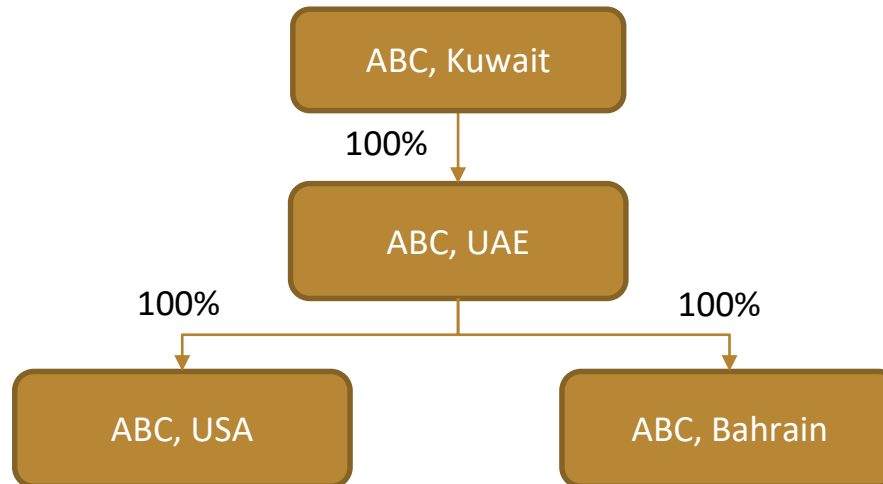 ABC, Kuwait
100%
ABC, UAE
100%
100%
ABC, USA
ABC, Bahrain